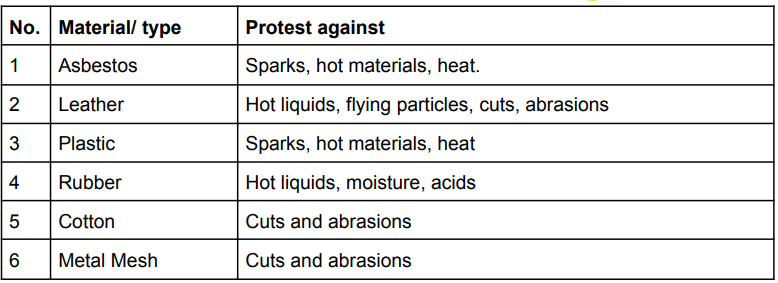 No. Material/ type Protest against
1 Asbestos Sparks, hot materials, heat.
2 Leather Hot liquids, flying particles, cuts, abrasions
3 Plastic Sparks, hot materials, heat
4 Rubber Hot liquids, moisture, acids
5 Cotton Cuts and abrasions
6 Metal Mesh Cuts and abrasions